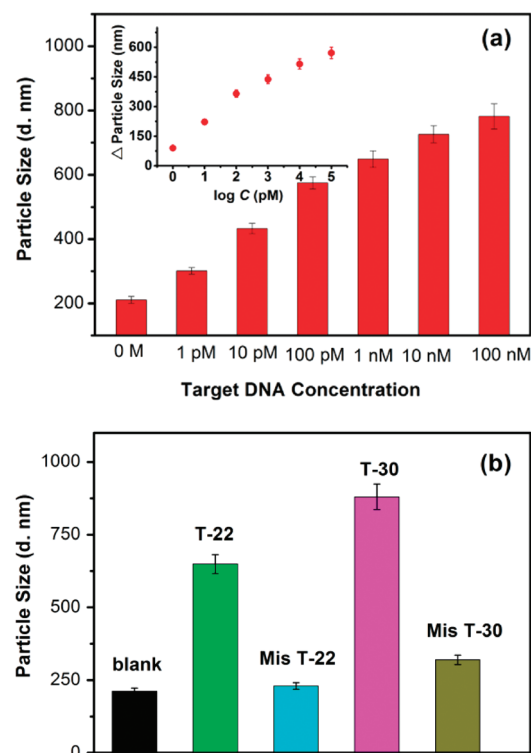 (a)
1000
800
600
400
200
Particle Size (d. nm)
600
450
300
150
0
△ Particle Size (nm)
0 1 2 3 4 5
log C (pM)
0 M 1 pM 10 pM 100 pM 1 nM 10 nM 100 nM
Target DNA Concentration
(b)
1000
750
500
250
0
Particle Size (d. nm)
T-30
T-22
Mis T-30
blank
Mis T-22